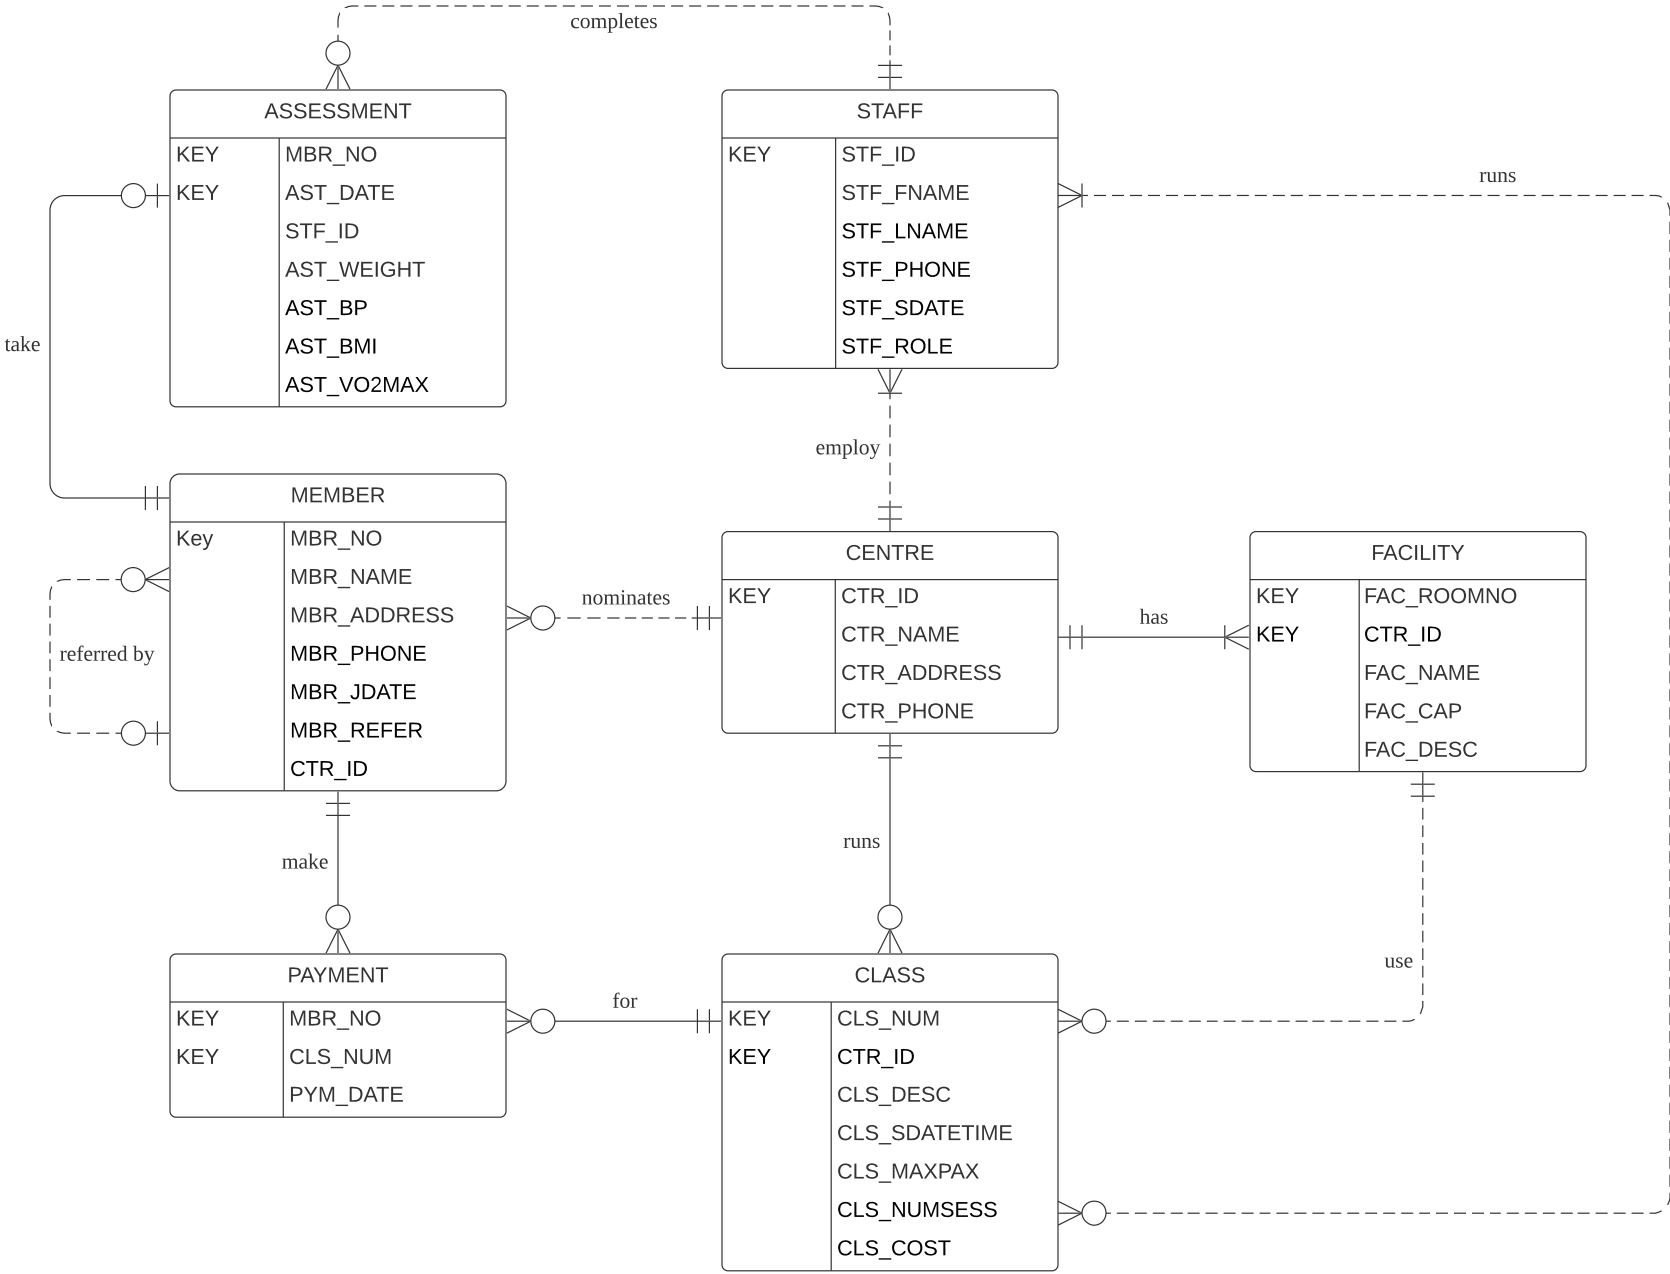 completes
ASSESSMENT
KEY MBR_NO
KEY AST_DATE
STF_ID
AST_WEIGHT
AST_BP
AST_BMI
AST_VO2MAX
STAFF
KEY STF_ID
STF_FNAME
STF_LNAME
STF_PHONE
STF_SDATE
STF_ROLE
runs
take
employ
MEMBER
Key MBR_NO
MBR_NAME
MBR_ADDRESS
MBR_PHONE
MBR_JDATE
MBR_REFER
CTR_ID
referred by
nominates
CENTRE
KEY CTR_ID
CTR_NAME
CTR_ADDRESS
CTR_PHONE
has
FACILITY
KEY FAC_ROOMNO
KEY CTR_ID
FAC_NAME
FAC_CAP
FAC_DESC
make
runs
use
PAYMENT
KEY MBR_NO
KEY CLS_NUM
PYM_DATE
for
CLASS
KEY CLS_NUM
KEY CTR_ID
CLS_DESC
CLS_SDATETIME
CLS_MAXPAX
CLS_NUMSESS
CLS_COST